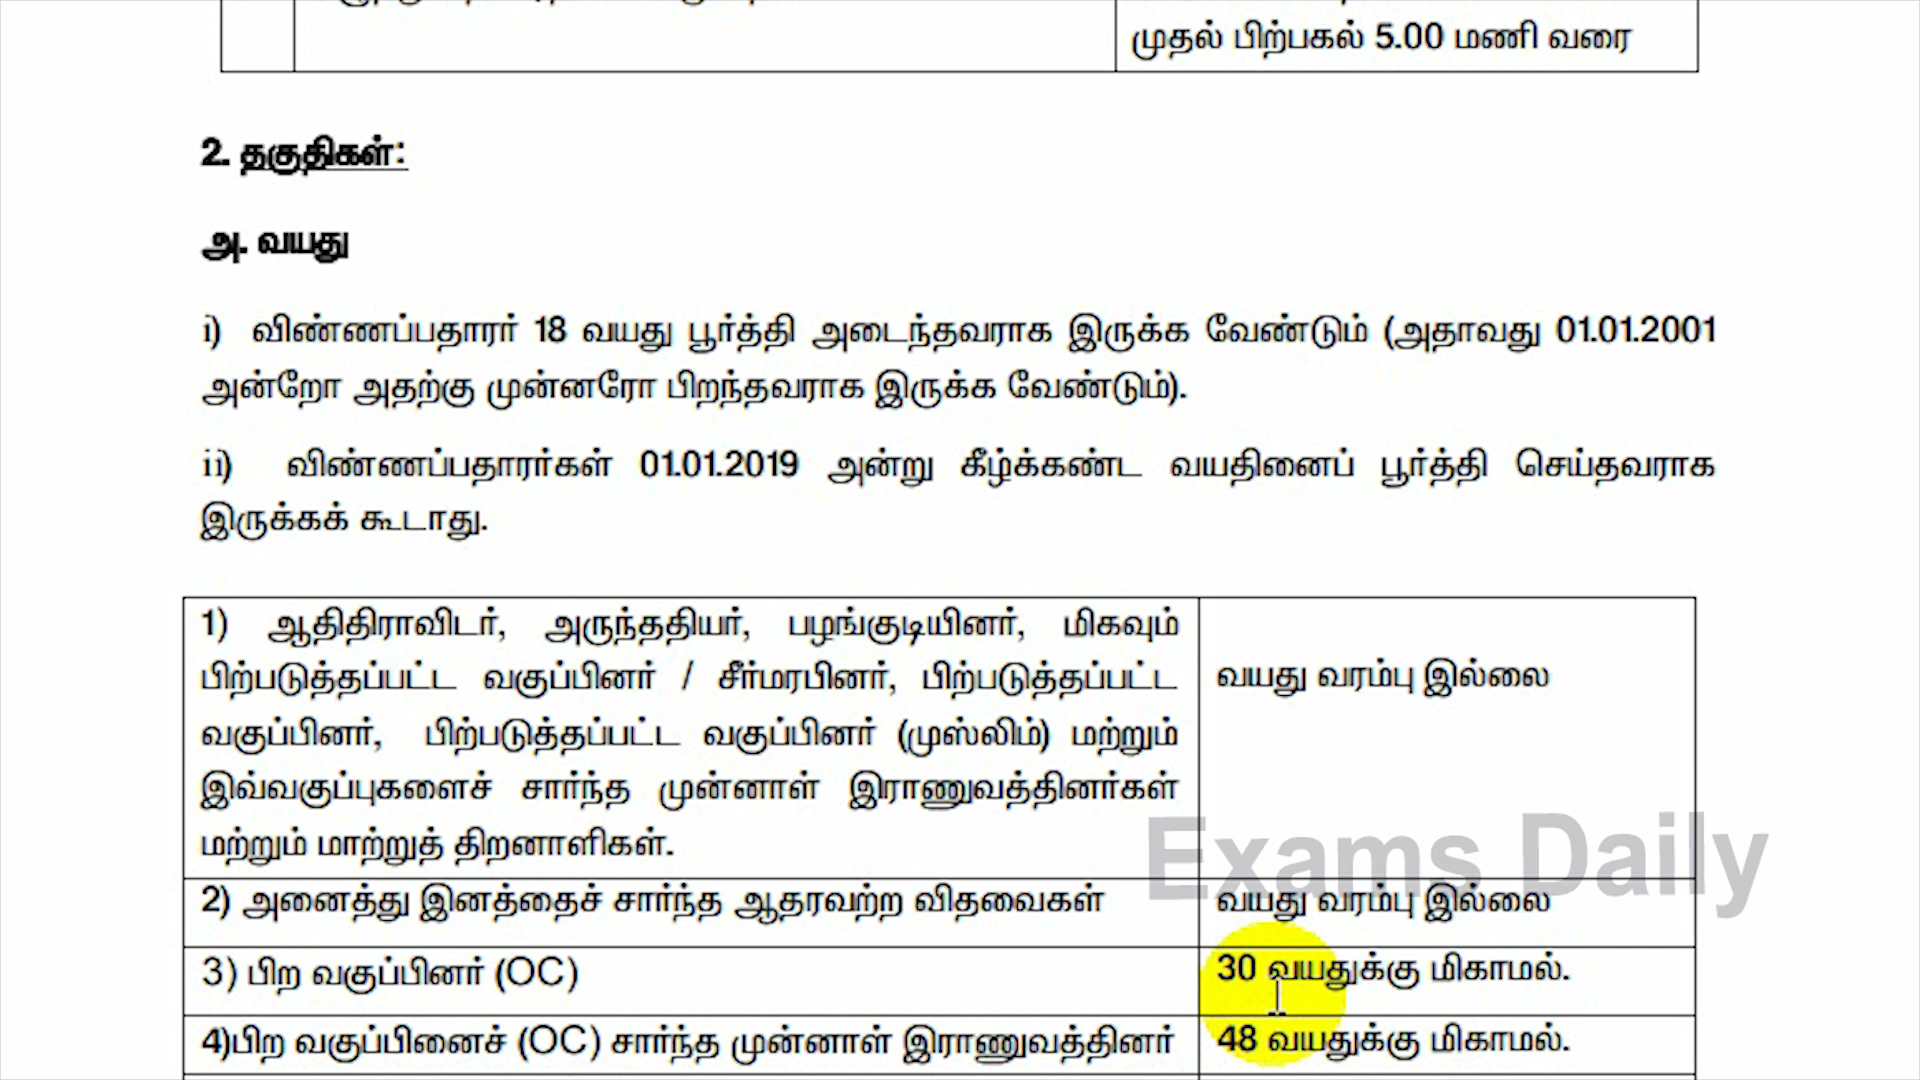 முதல் பிற்பகல் 5.00 மணி வரை
2. தகுதிகள்:
அ. வயது
i) விண்ணப்பதாரர் 18 வயது பூர்த்தி அடைந்தவராக இருக்க வேண்டும் (அதாவது 01.01.2001
அன்றோ அதற்கு முன்னரோ பிறந்தவராக இருக்க வேண்டும்).
ii) விண்ணப்பதாரர்கள் 01.01.2019 அன்று கீழ்க்கண்ட வயதினைப் பூர்த்தி செய்தவராக
இருக்கக் கூடாது.
1) ஆதிதிராவிடர், அருந்ததியர், பழங்குடியினர், மிகவும்
பிற்படுத்தப்பட்ட வகுப்பினர் / சீர்மரபினர், பிற்படுத்தப்பட்ட
வகுப்பினர், பிற்படுத்தப்பட்ட வகுப்பினர் (முஸ்லிம்) மற்றும்
இவ்வகுப்புகளைச் சார்ந்த முன்னாள் இராணுவத்தினர்கள்
மற்றும் மாற்றுத் திறனாளிகள்.
வயது வரம்பு இல்லை
Exams Daily
2) அனைத்து இனத்தைச் சார்ந்த ஆதரவற்ற விதவைகள்
வயது வரம்பு இல்லை
3) பிற வகுப்பினர் (OC)
30 வயதுக்கு மிகாமல்.
4)பிற வகுப்பினைச் (OC) சார்ந்த முன்னாள் இராணுவத்தினர்
48 வயதுக்கு மிகாமல்.